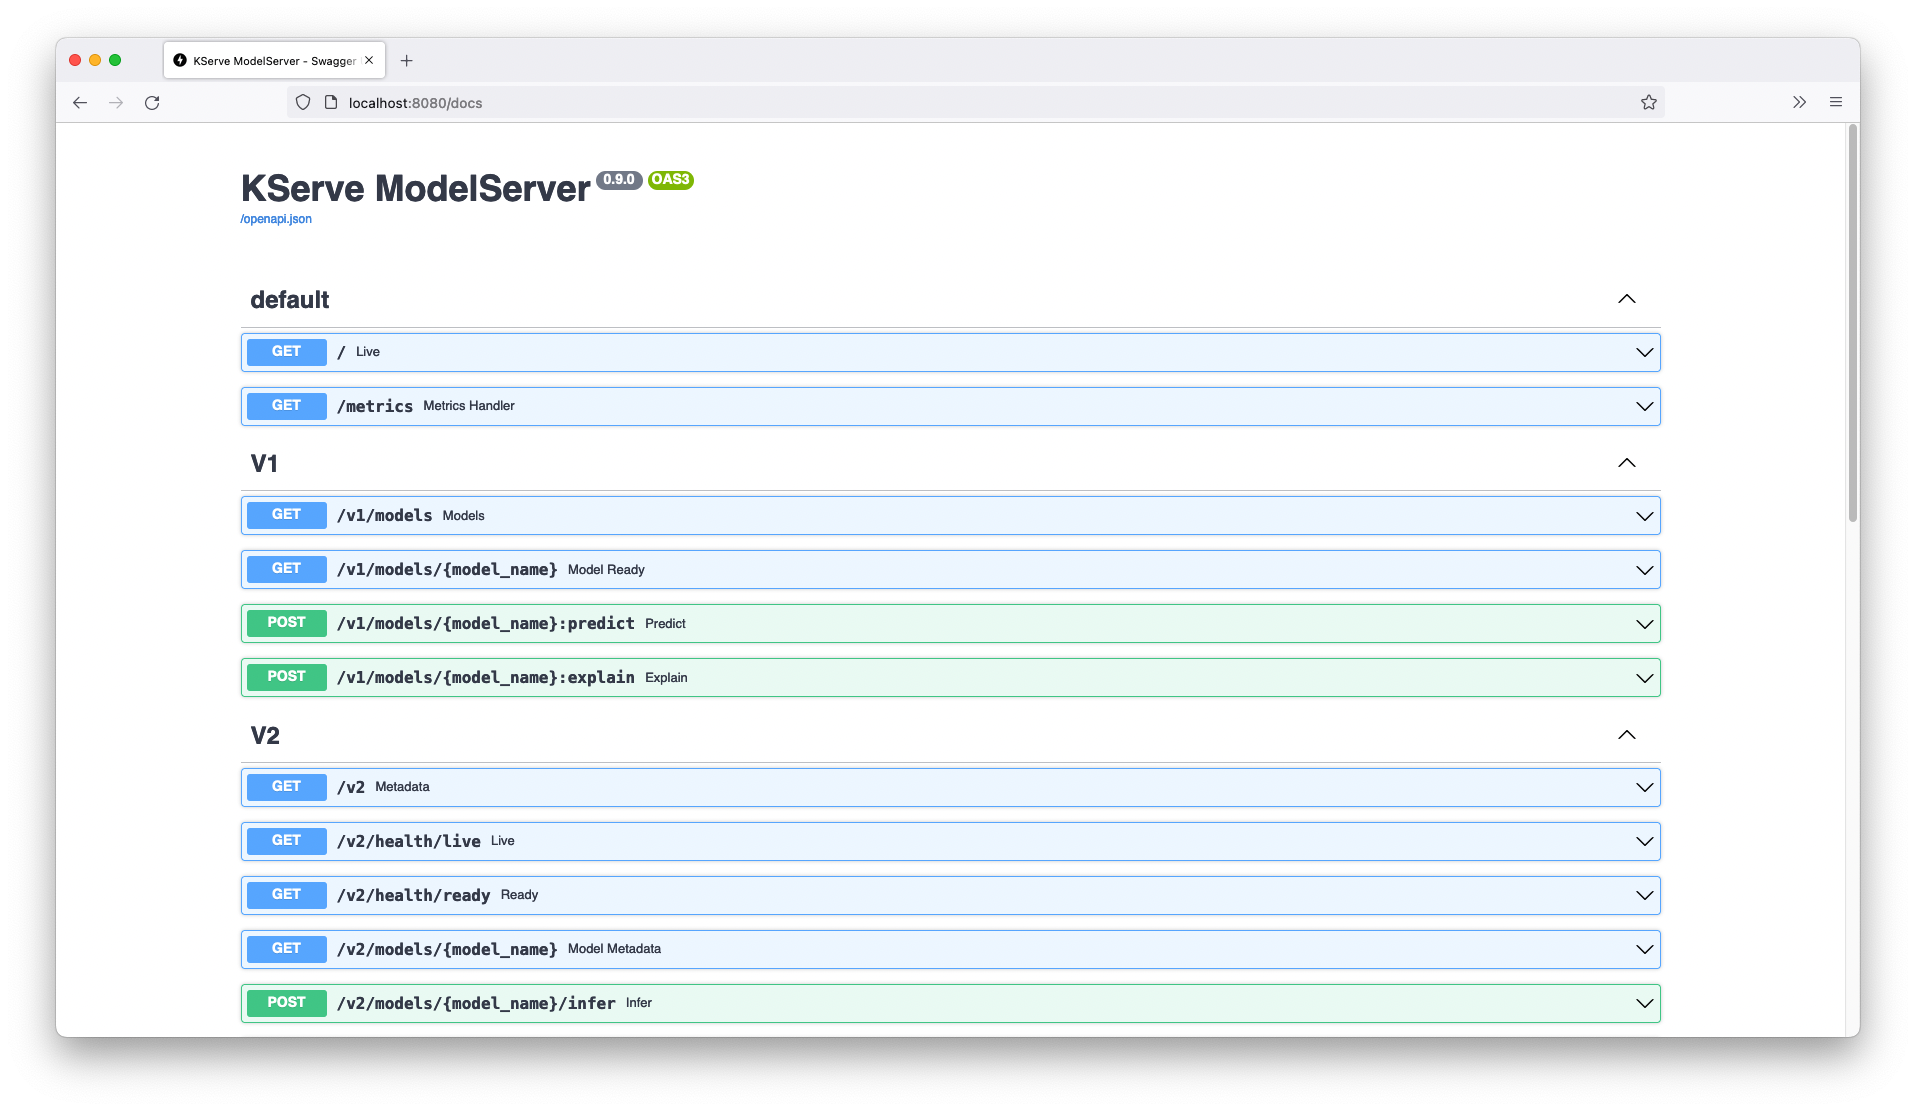 KServe ModelServer - Swagger
localhost:8080/docs
KServe ModelServer 0.9.0 OAS3
/openapi.json
default
GET / Live
GET /metrics Metrics Handler
V1
GET /v1/models Models
GET /v1/models/{model_name} Model Ready
POST /v1/models/{model_name}:predict Predict
POST /v1/models/{model_name}:explain Explain
V2
GET /v2 Metadata
GET /v2/health/live Live
GET /v2/health/ready Ready
GET /v2/models/{model_name} Model Metadata
POST /v2/models/{model_name}/infer Infer